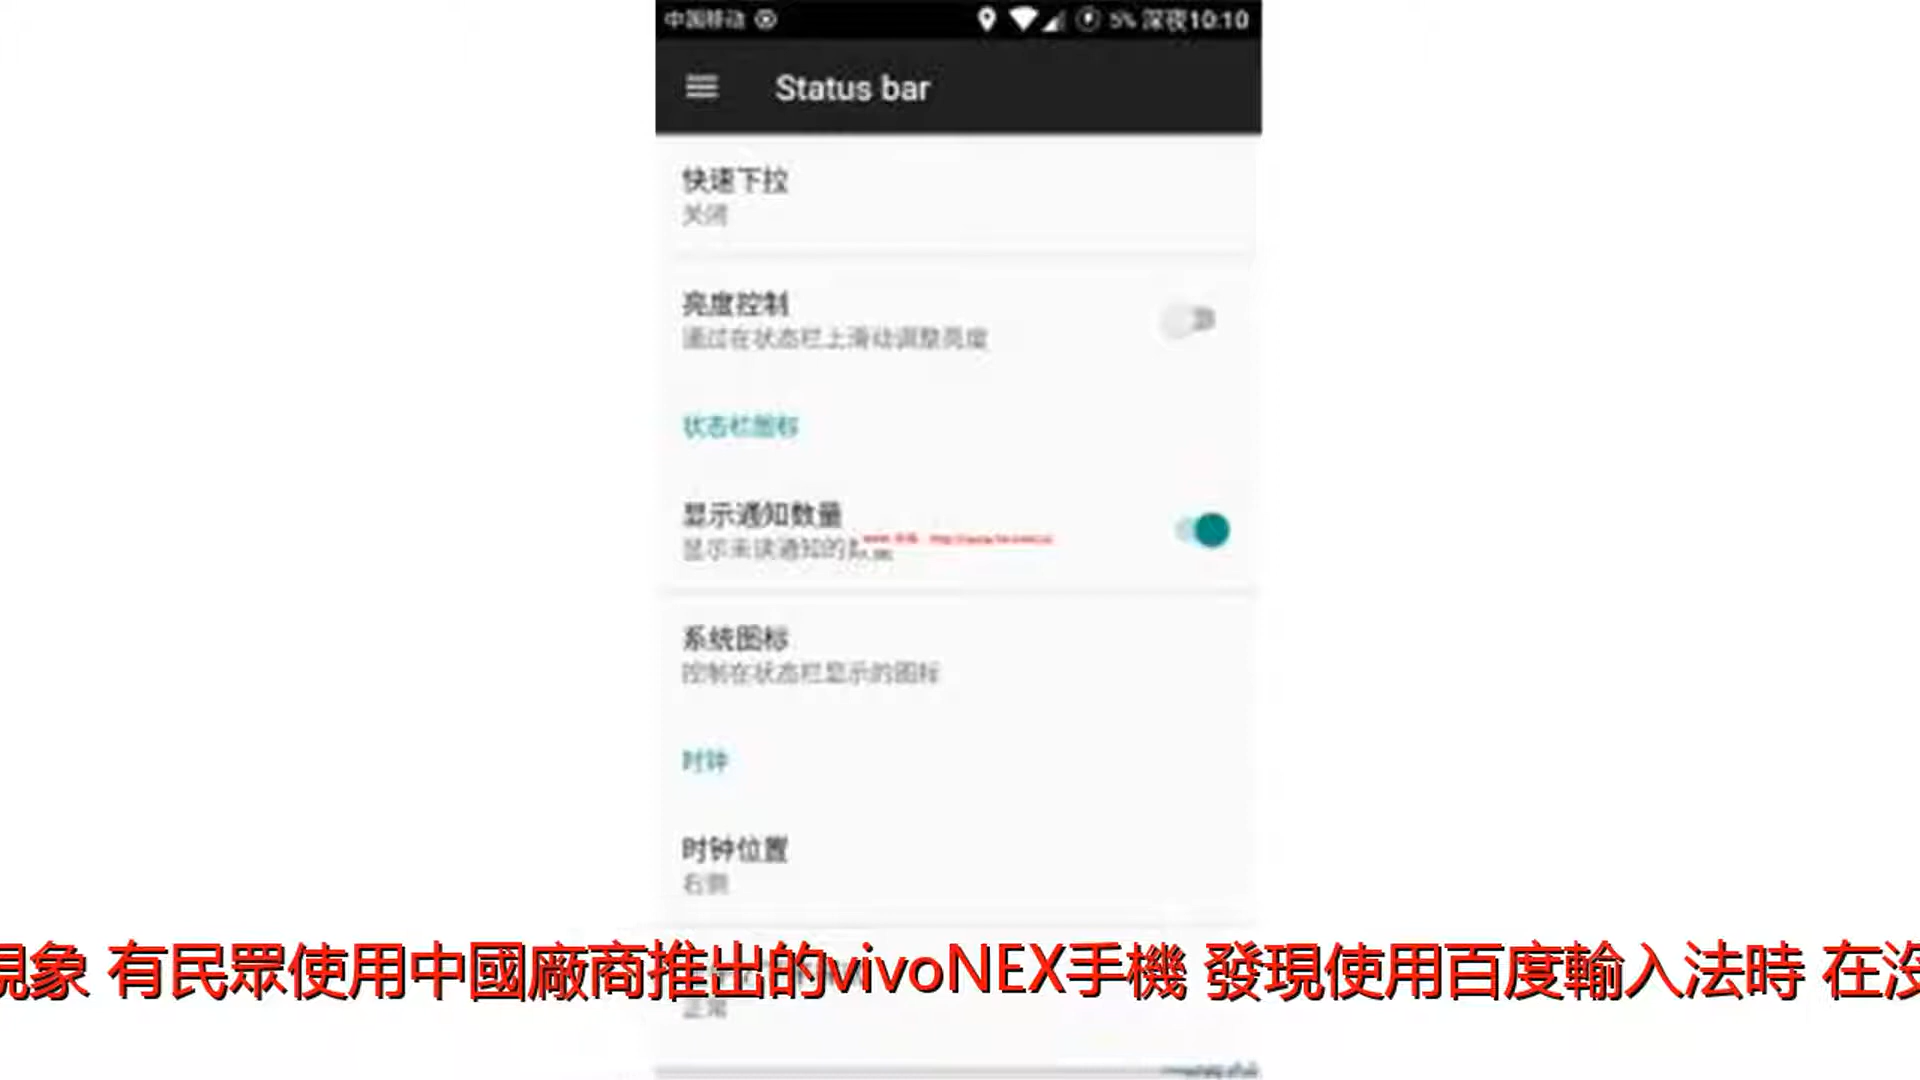 中国移动 5% 深夜10:10
Status bar
快速下拉
关闭
亮度控制
通过在状态栏上滑动调整亮度
状态栏图标
显示通知数量
显示未读通知的数量
系统图标
控制在状态栏显示的图标
时钟
时钟位置
右侧
現象 有民眾使用中國廠商推出的vivoNEX手機 發現使用百度輸入法時 在沒
正常